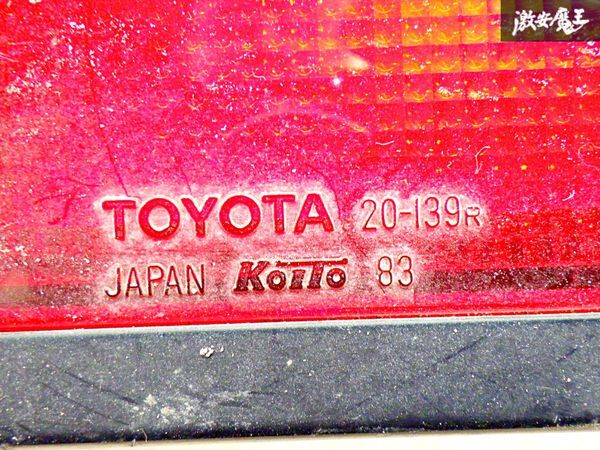 激安魔王
TOYOTA 20-139R
JAPAN KoiTo 83